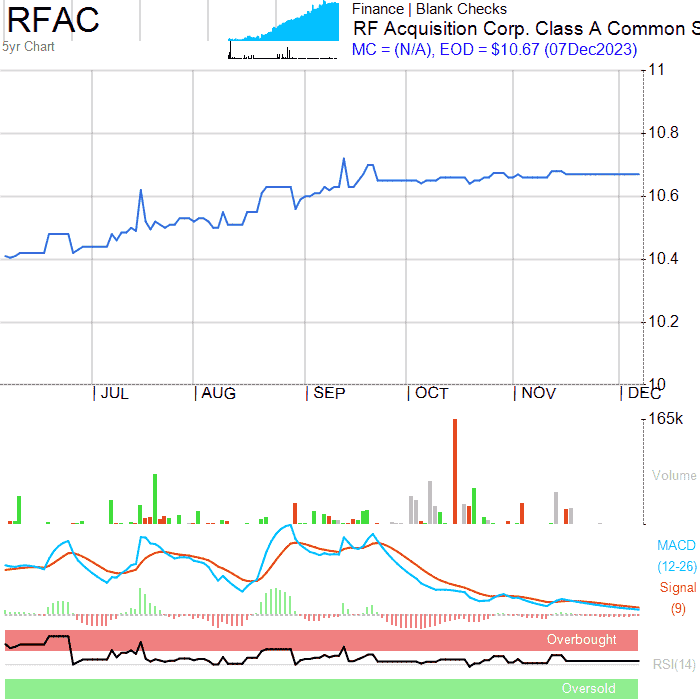 RFAC
5yr Chart
Finance | Blank Checks
RF Acquisition Corp. Class A Common S
MC = (N/A), EOD = $10.67 (07Dec2023)
11
10.8
10.6
10.4
10.2
10
JUL
AUG
SEP
OCT
NOV
DEC
165k
Volume
MACD
(12-26)
Signal
(9)
Overbought
RSI(14)
Oversold